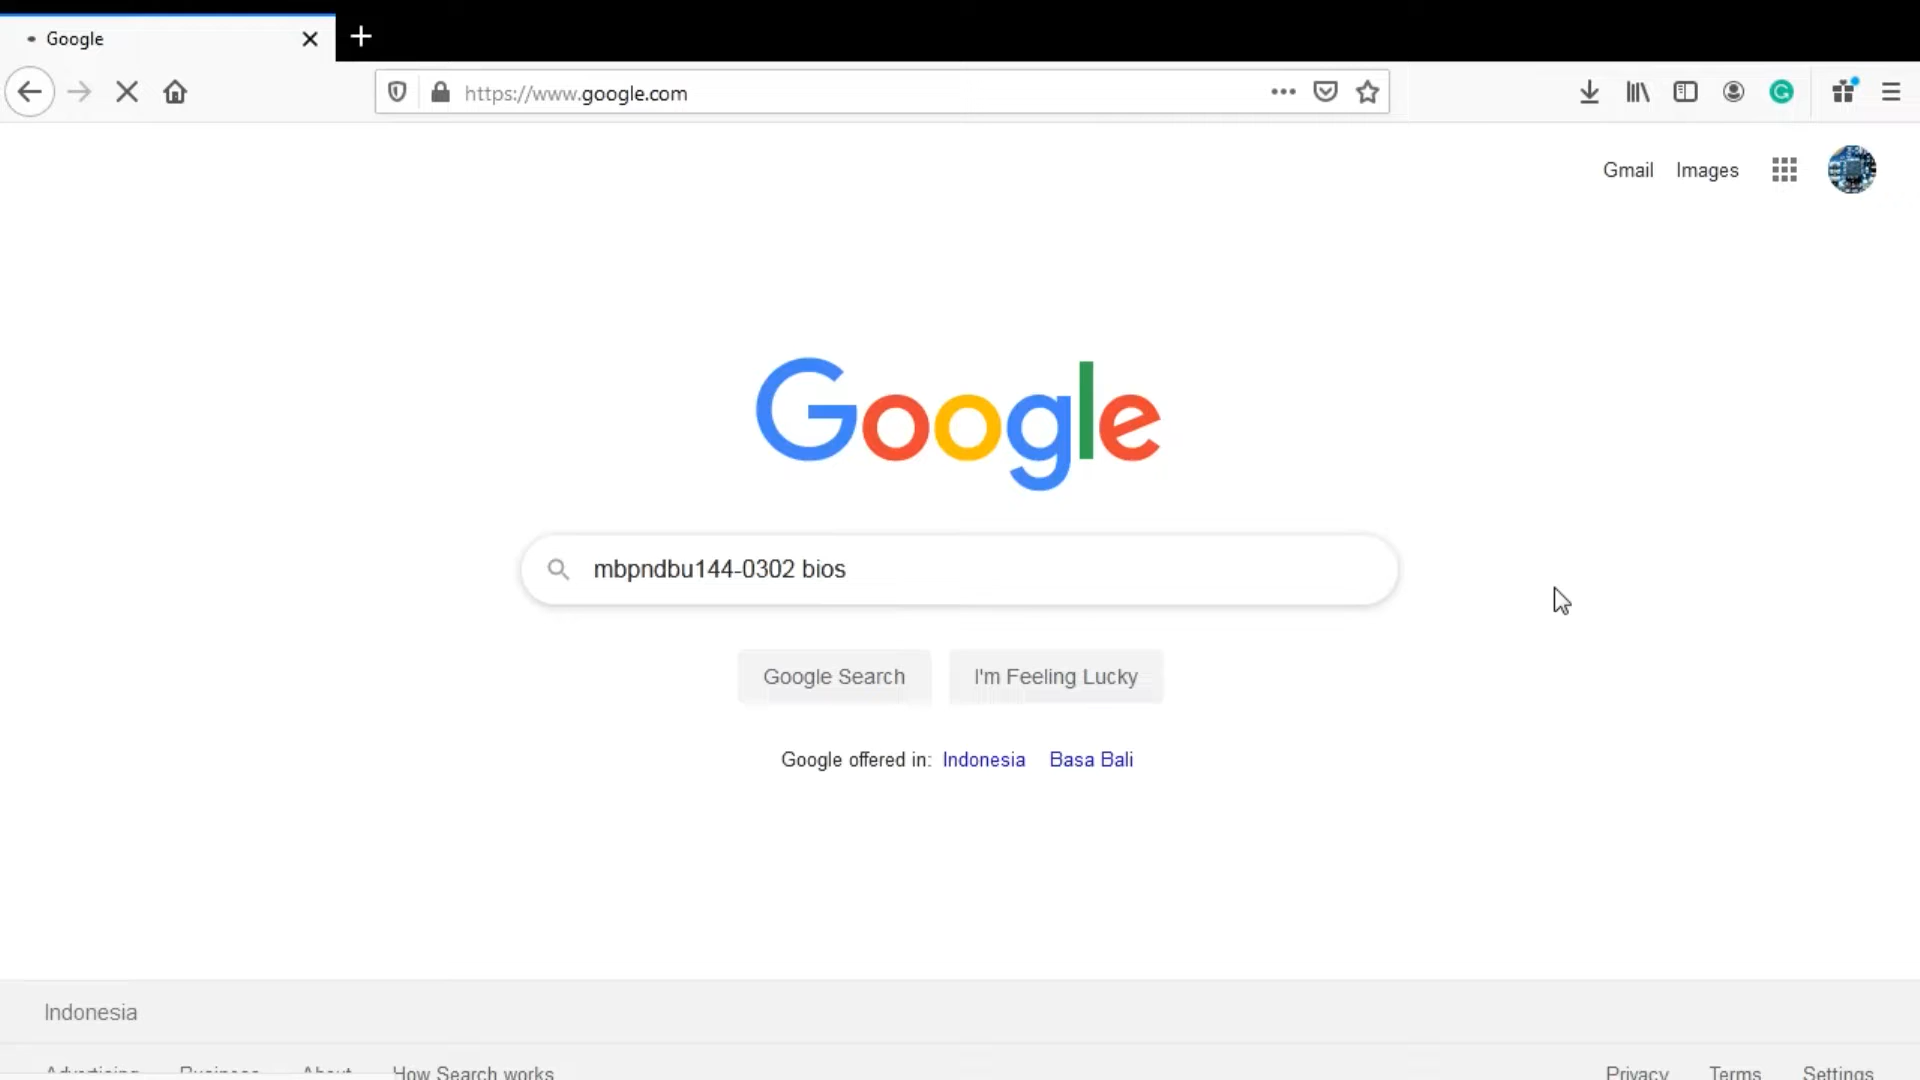 Google
https://www.google.com
Gmail Images
Google
mbpndbu144-0302 bios
Google Search I'm Feeling Lucky
Google offered in: Indonesia Basa Bali
Indonesia
Advertising Business About How Search works Privacy Terms Settings